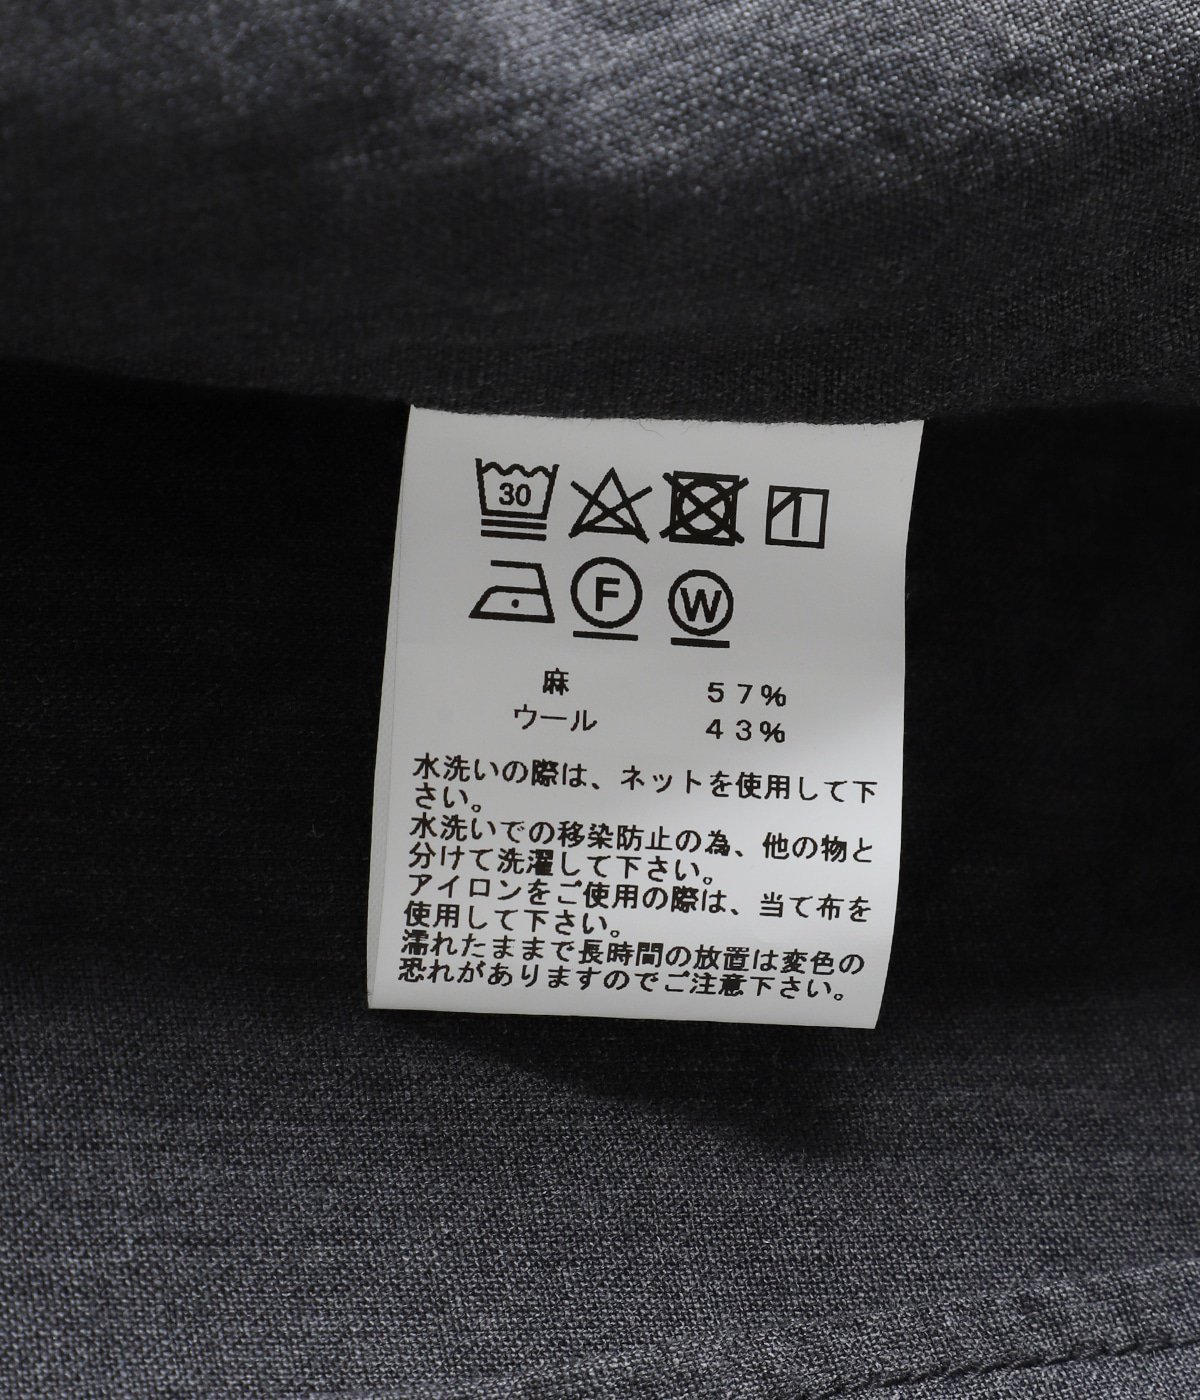 30
F W
麻 57%
ウール 43%
水洗いの際は、ネットを使用して下
さい。
水洗いでの移染防止の為、他の物と
分けて洗濯して下さい。
アイロンをご使用の際は、当て布を
使用して下さい。
濡れたままで長時間の放置は変色の
恐れがありますのでご注意下さい。